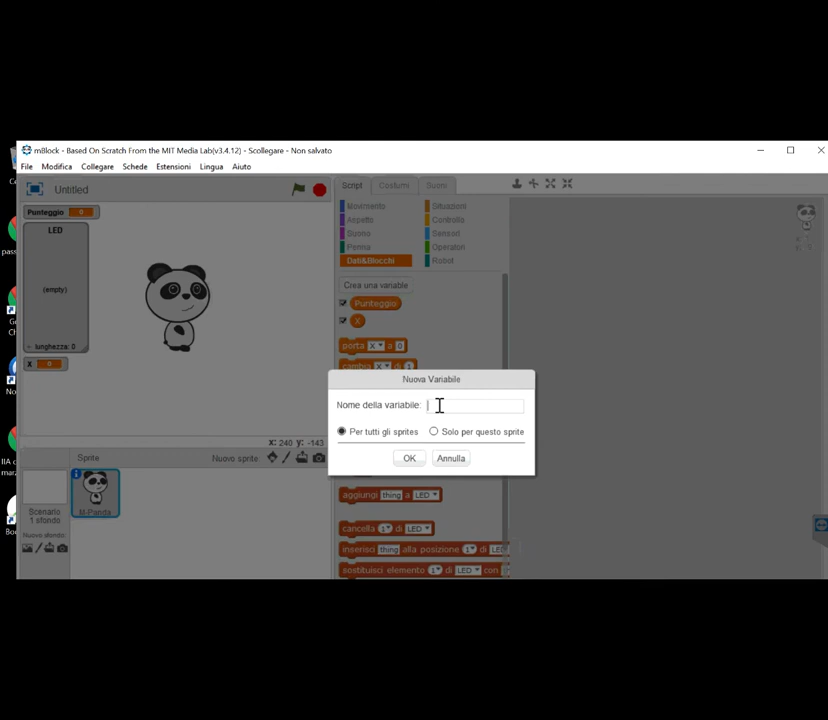 mBlock - Based On Scratch From the MIT Media Lab(v3.4.12) - Scollegare - Non salvato
File Modifica Collegare Schede Estensioni Lingua Aiuto
Untitled
Script Costumi Suoni
Punteggio 0
LED
(empty)
lunghezza: 0
X 0
Movimento Situazioni
Aspetto Controllo
Suono Sensori
Penna Operatori
Dati&Blocchi Robot
Crea una variabile
Punteggio
X
porta X a 0
cambia X di 1
Nuova Variabile
Nome della variabile:
Per tutti gli sprites Solo per questo sprite
OK Annulla
aggiungi thing a LED
cancella 1 di LED
inserisci thing alla posizione 1 di LED
sostituisci elemento 1 di LED con
X: 240 y: -143
Sprite Nuovo sprite:
M-Panda
Scenario
1 sfondo
Nuovo sfondo: